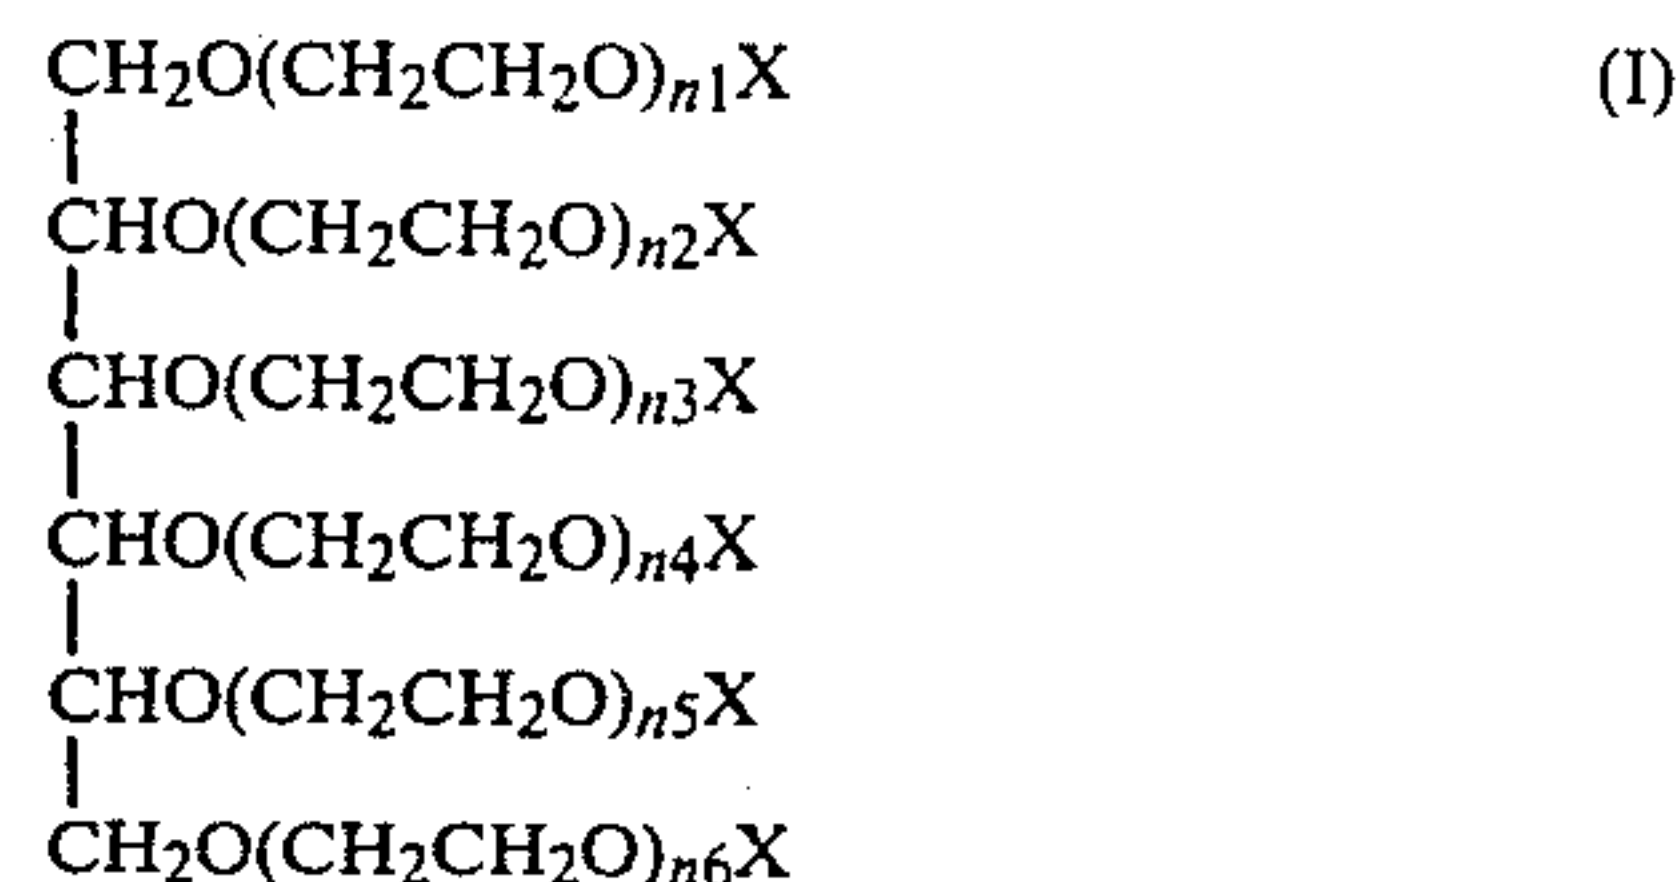 CH₂O(CH₂CH₂O)ₙ₁X (I)
CHO(CH₂CH₂O)ₙ₂X
CHO(CH₂CH₂O)ₙ₃X
CHO(CH₂CH₂O)ₙ₄X
CHO(CH₂CH₂O)ₙ₅X
CH₂O(CH₂CH₂O)ₙ₆X